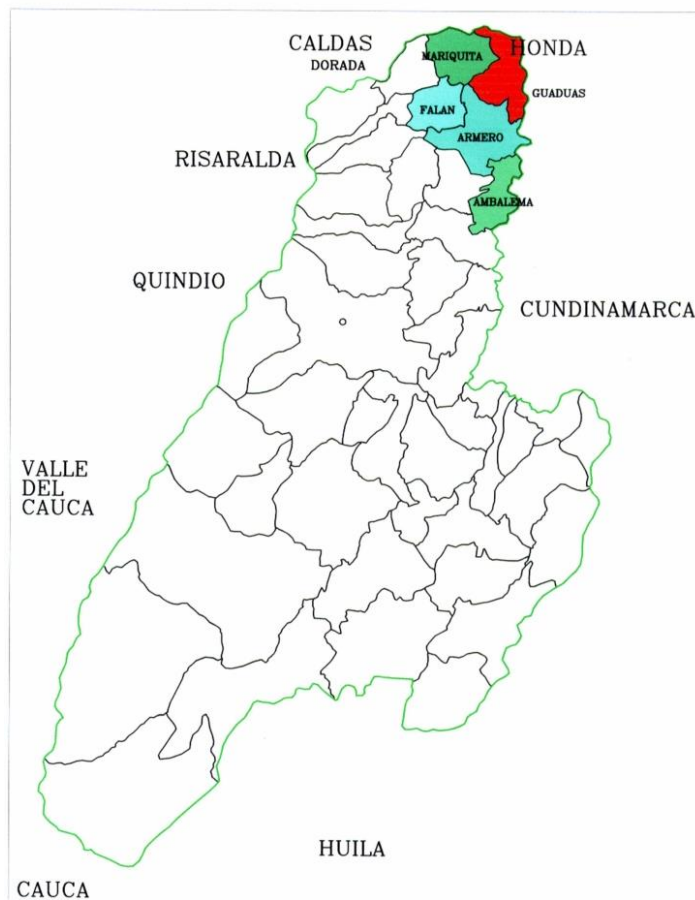 CALDAS
HONDA
MARIQUITA
DORADA
GUADUAS
FALAN
ARMERO
RISARALDA
AMBALEMA
QUINDIO
CUNDINAMARCA
VALLE
DEL
CAUCA
HUILA
CAUCA